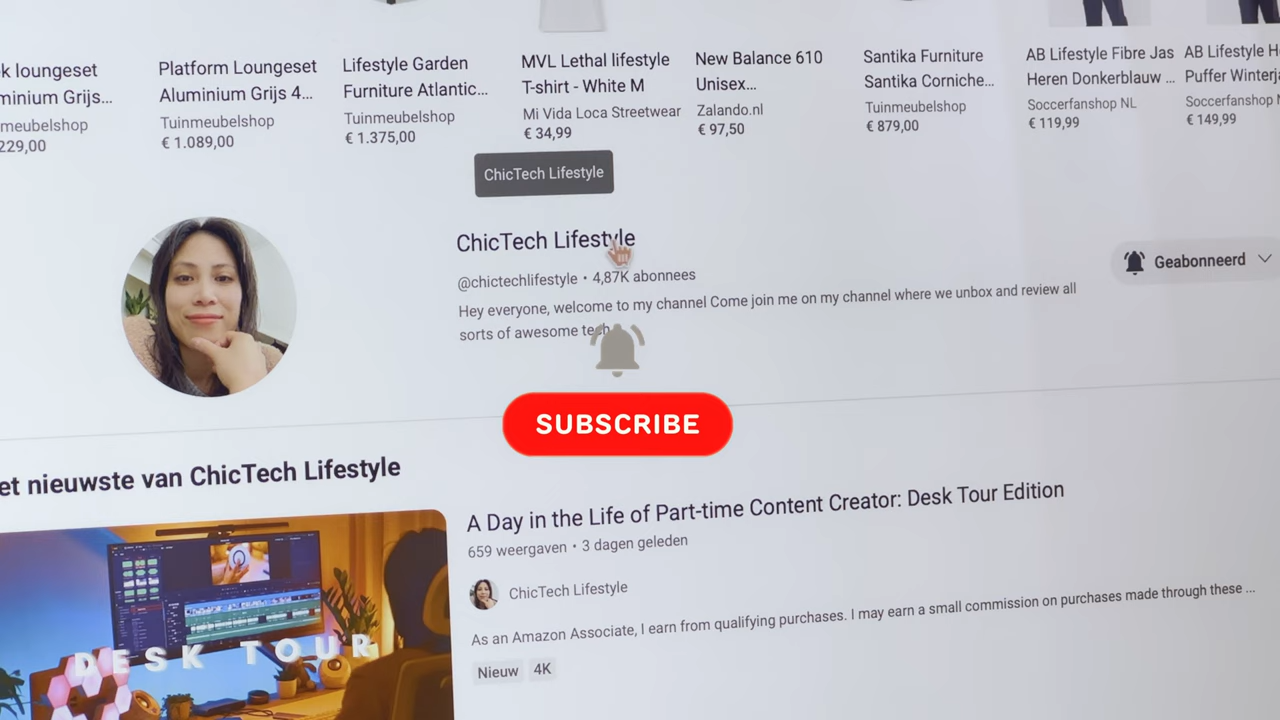 k loungeset
minium Grijs...
meubelshop
229,00
Platform Loungeset
Aluminium Grijs 4...
Tuinmeubelshop
€ 1.089,00
Lifestyle Garden
Furniture Atlantic...
Tuinmeubelshop
€ 1.375,00
MVL Lethal lifestyle
T-shirt - White M
Mi Vida Loca Streetwear
€ 34,99
New Balance 610
Unisex...
Zalando.nl
€ 97,50
Santika Furniture
Santika Corniche...
Tuinmeubelshop
€ 879,00
AB Lifestyle Fibre Jas
Heren Donkerblauw ...
Soccerfanshop NL
€ 119,99
AB Lifestyle H
Puffer Winterja
Soccerfanshop N
€ 149,99
ChicTech Lifestyle
ChicTech Lifestyle
@chictechlifestyle • 4,87K abonnees
Hey everyone, welcome to my channel Come join me on my channel where we unbox and review all
sorts of awesome tech
Geabonneerd
SUBSCRIBE
et nieuwste van ChicTech Lifestyle
DESK TOUR
A Day in the Life of Part-time Content Creator: Desk Tour Edition
659 weergaven • 3 dagen geleden
ChicTech Lifestyle
As an Amazon Associate, I earn from qualifying purchases. I may earn a small commission on purchases made through these ...
Nieuw 4K